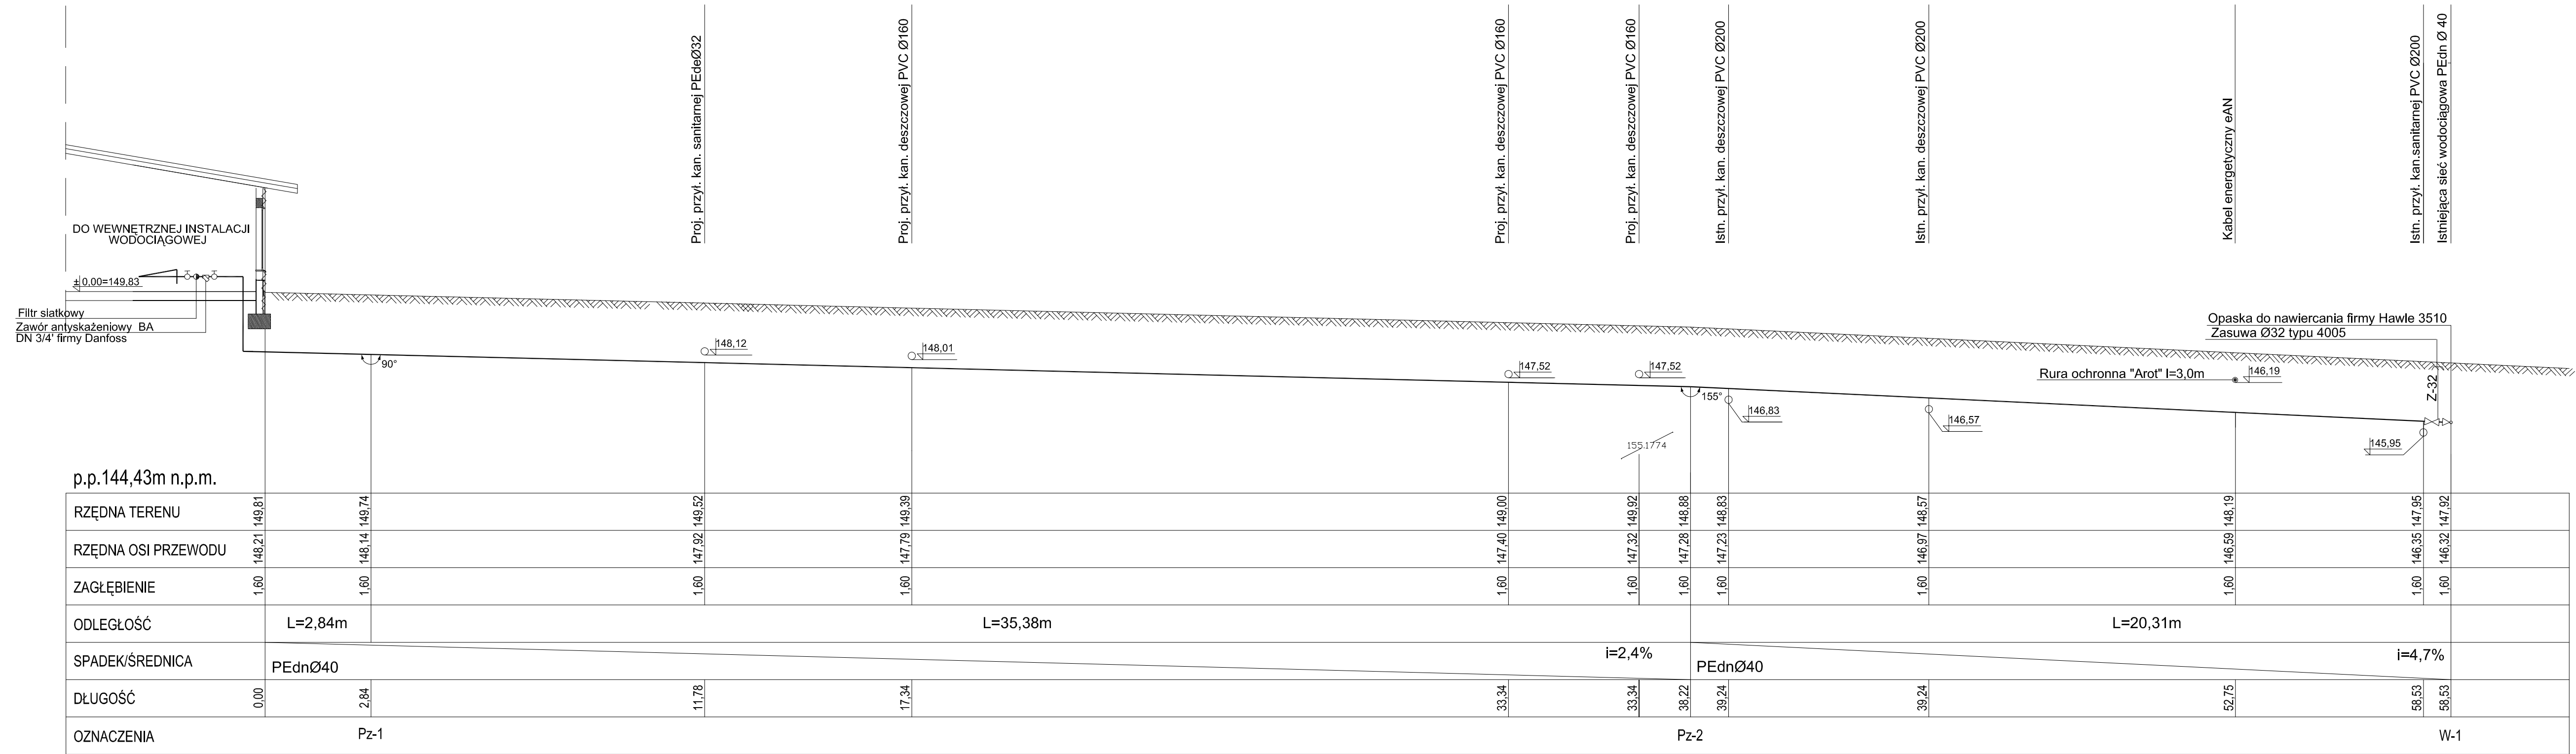 Proj. przył. kan. sanitarnej PEdeØ32
Proj. przył. kan. deszczowej PVC Ø160
Proj. przył. kan. deszczowej PVC Ø160
Proj. przył. kan. deszczowej PVC Ø160
Istn. przył. kan. deszczowej PVC Ø200
Istn. przył. kan. deszczowej PVC Ø200
Kabel energetyczny eAN
Istn. przył. kan.sanitarnej PVC Ø200
Istniejąca sieć wodociągowa PEdn Ø 40
DO WEWNĘTRZNEJ INSTALACJI
WODOCIĄGOWEJ
± 0,00=149,83
Filtr siatkowy
Zawór antyskażeniowy BA
DN 3/4' firmy Danfoss
90°
148,12
148,01
147,52
147,52
155°
146,83
155.1774
146,57
Rura ochronna "Arot" l=3,0m
146,19
Opaska do nawiercania firmy Hawle 3510
Zasuwa Ø32 typu 4005
Z-32
145,95
p.p.144,43m n.p.m.
RZĘDNA TERENU 149,81 149,74 149,52 149,39 149,00 149,92 148,88 148,83 148,57 148,19 147,95 147,92
RZĘDNA OSI PRZEWODU 148,21 148,14 147,92 147,79 147,40 147,32 147,28 147,23 146,97 146,59 146,35 146,32
ZAGŁĘBIENIE 1,60 1,60 1,60 1,60 1,60 1,60 1,60 1,60 1,60 1,60 1,60 1,60
ODLEGŁOŚĆ L=2,84m L=35,38m L=20,31m
SPADEK/ŚREDNICA PEdnØ40 i=2,4% PEdnØ40 i=4,7%
DŁUGOŚĆ 0,00 2,84 11,78 17,34 33,34 33,34 38,22 39,24 39,24 52,75 58,53 58,53
OZNACZENIA Pz-1 Pz-2 W-1